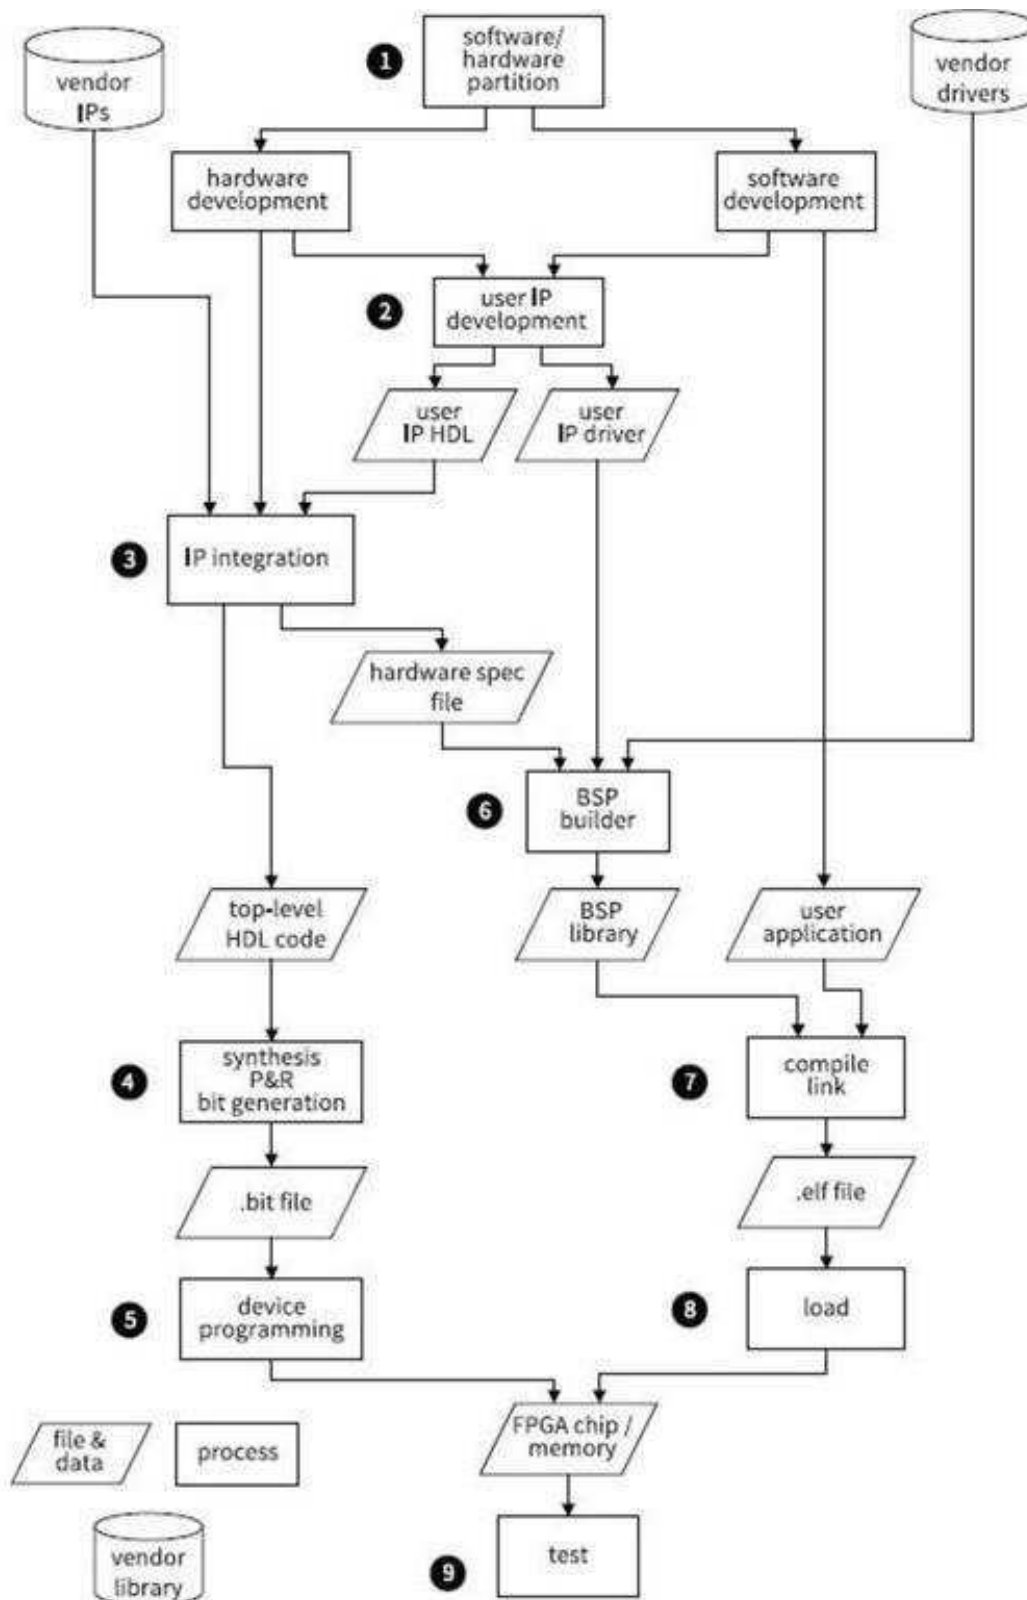 vendor
IPs
1
software/
hardware
partition
vendor
drivers
hardware
development
software
development
2
user IP
development
user
IP HDL
user
IP driver
3
IP integration
hardware spec
file
6
BSP
builder
top-level
HDL code
BSP
library
user
application
4
synthesis
P&R
bit generation
7
compile
link
.bit file
.elf file
5
device
programming
8
load
FPGA chip /
memory
file &
data
process
vendor
library
9
test